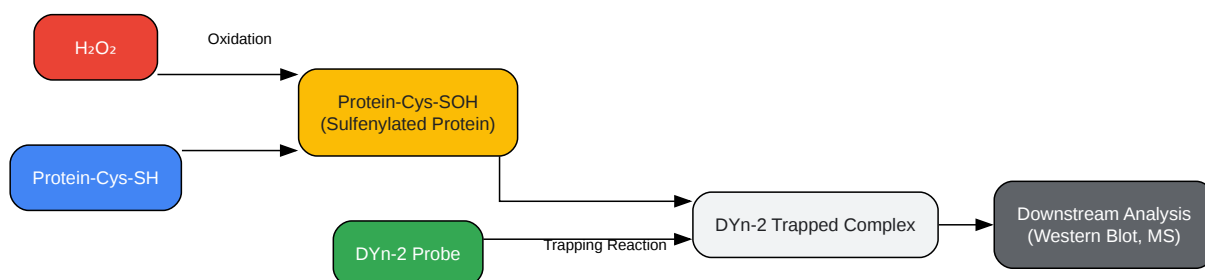 H₂O₂
Oxidation
Protein-Cys-SOH
(Sulfenylated Protein)
Protein-Cys-SH
DYn-2 Probe
Trapping Reaction
DYn-2 Trapped Complex
Downstream Analysis
(Western Blot, MS)